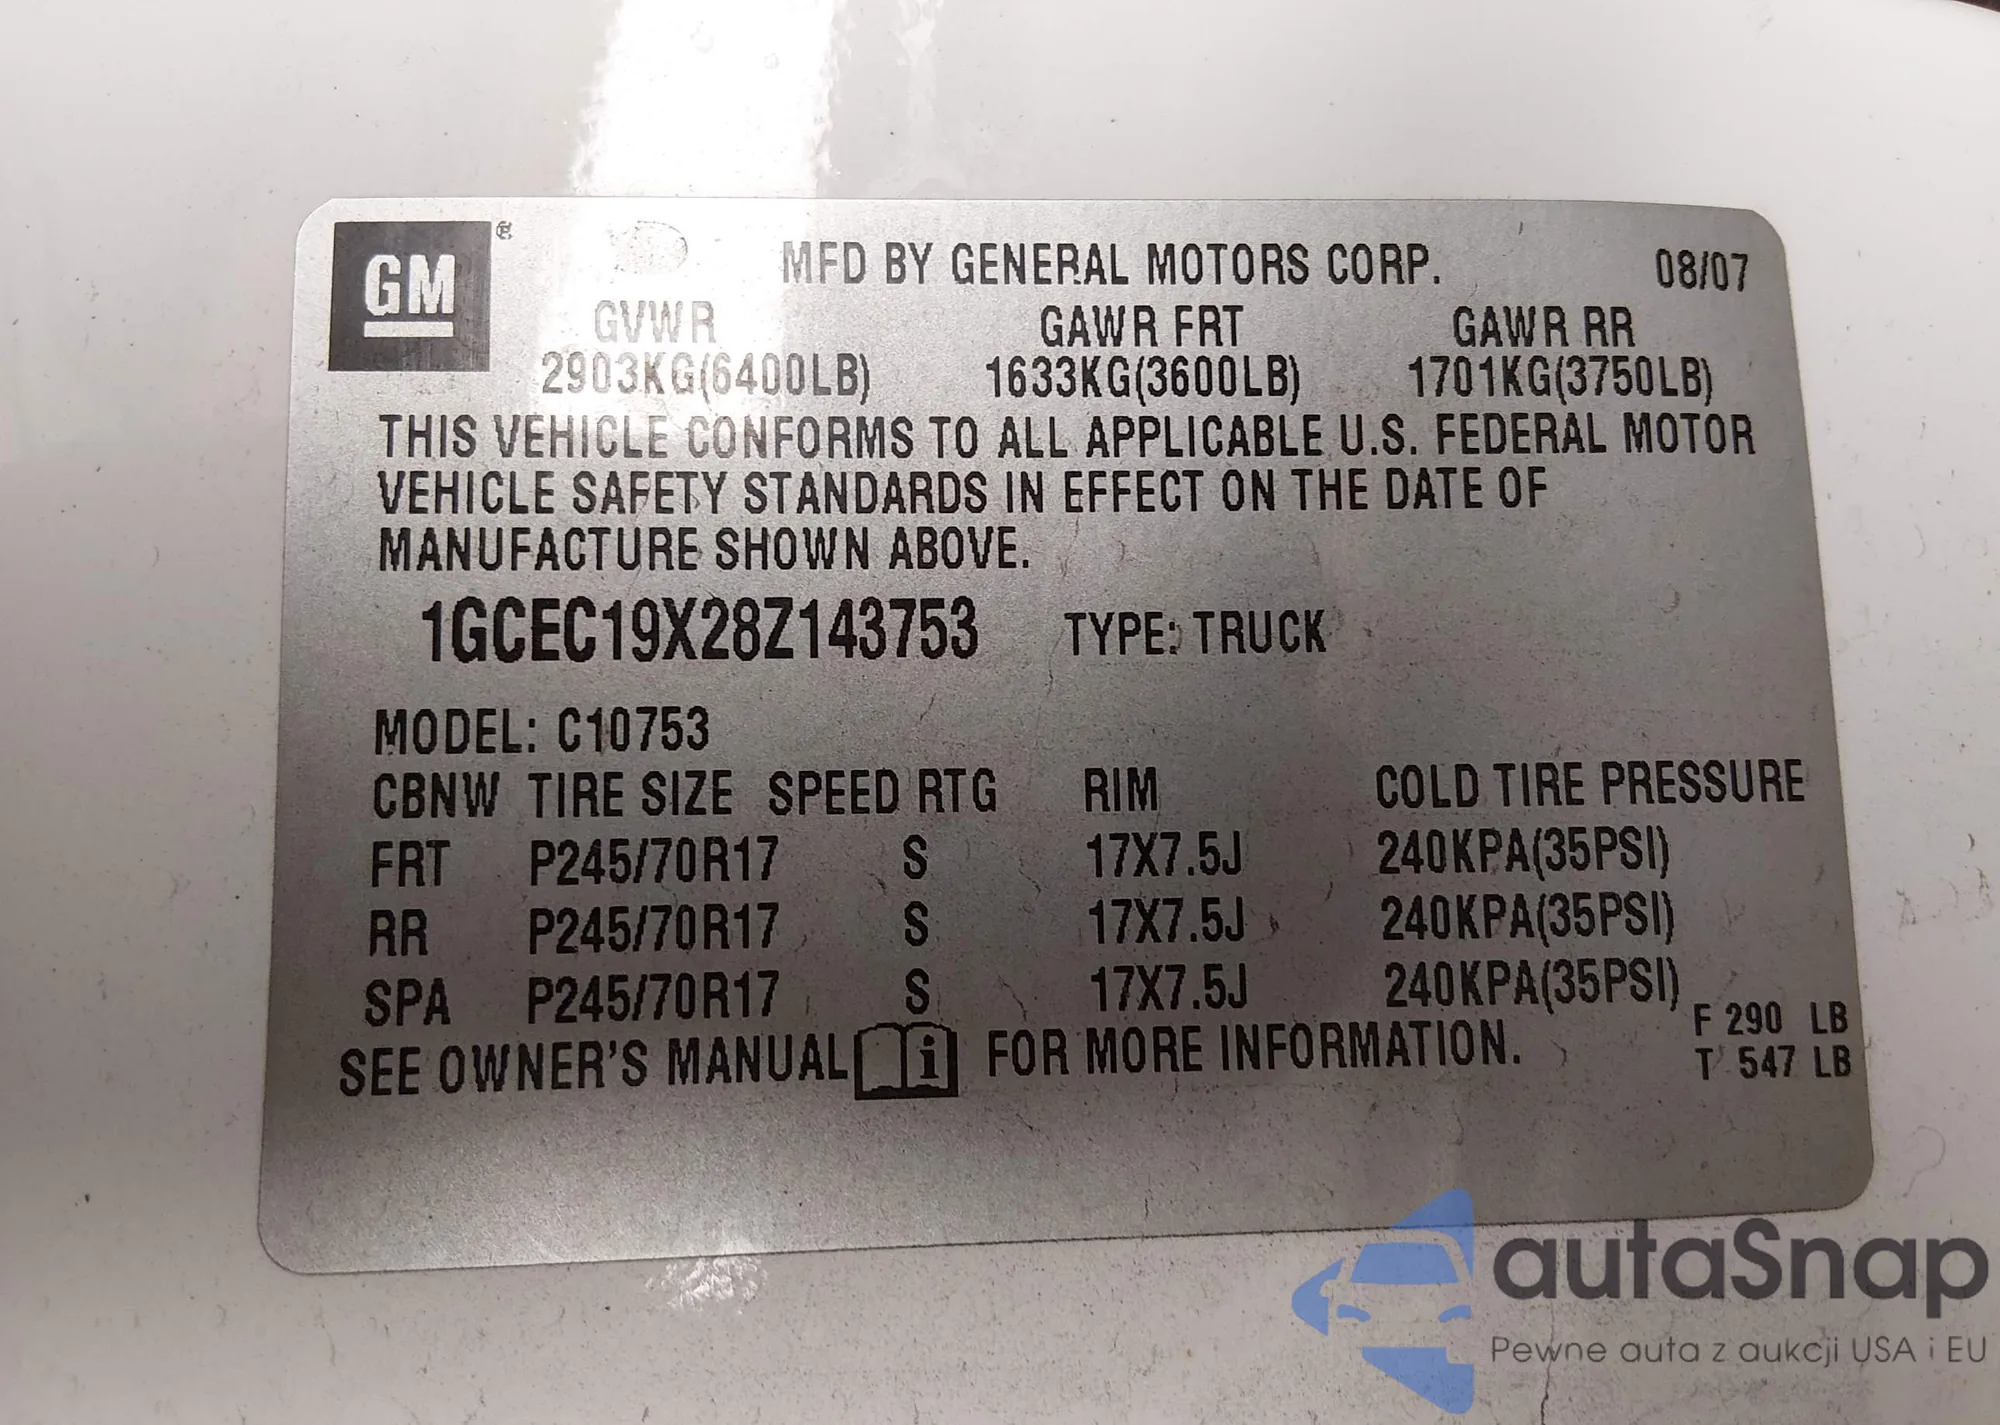 GM®
MFD BY GENERAL MOTORS CORP. 08/07
GVWR GAWR FRT GAWR RR
2903KG(6400LB) 1633KG(3600LB) 1701KG(3750LB)
THIS VEHICLE CONFORMS TO ALL APPLICABLE U.S. FEDERAL MOTOR
VEHICLE SAFETY STANDARDS IN EFFECT ON THE DATE OF
MANUFACTURE SHOWN ABOVE.
1GCEC19X28Z143753 TYPE: TRUCK
MODEL: C10753
CBNW TIRE SIZE SPEED RTG RIM COLD TIRE PRESSURE
FRT P245/70R17 S 17X7.5J 240KPA(35PSI)
RR P245/70R17 S 17X7.5J 240KPA(35PSI)
SPA P245/70R17 S 17X7.5J 240KPA(35PSI)
F 290 LB
SEE OWNER'S MANUAL i FOR MORE INFORMATION. T 547 LB
autaSnap
Pewne auta z aukcji USA i EU